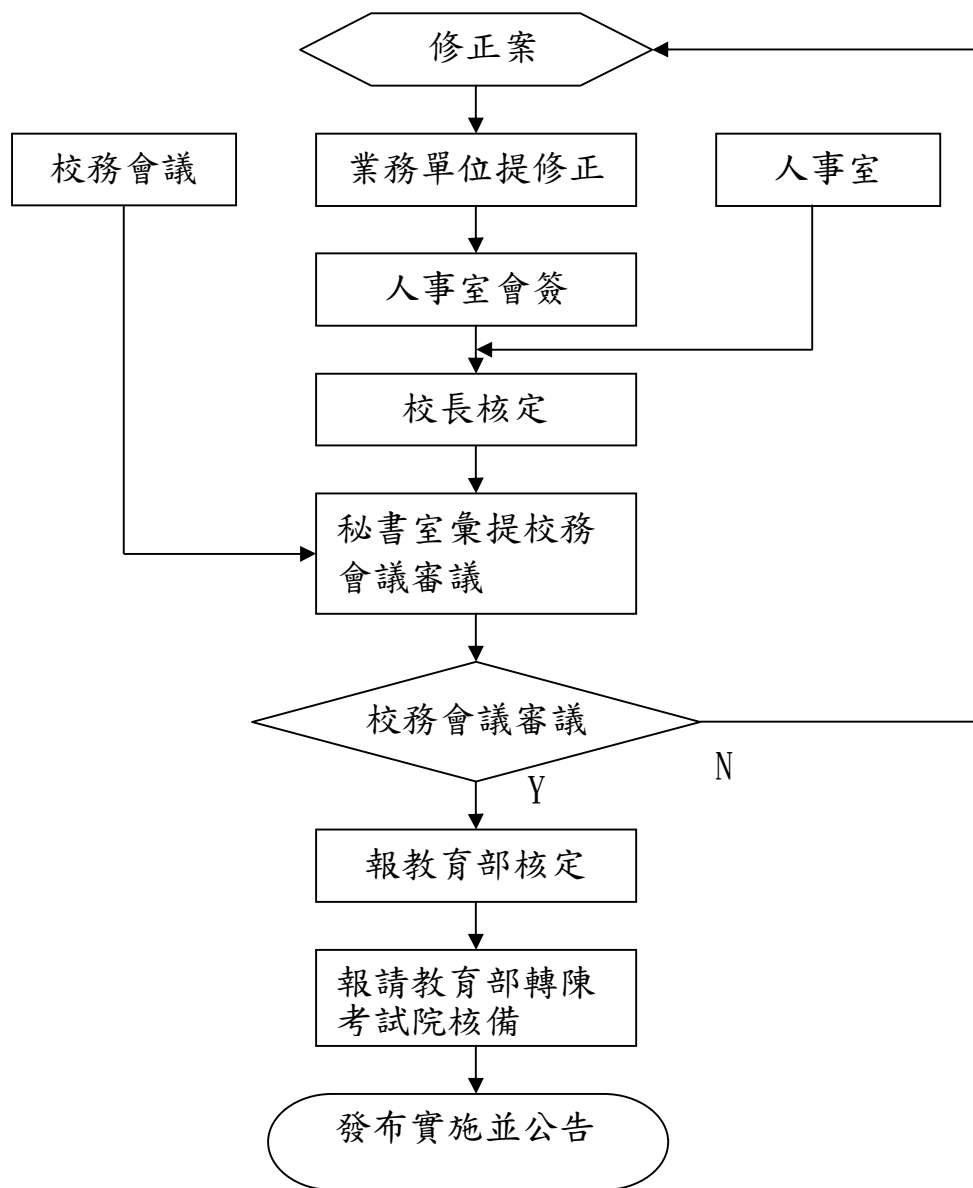 修正案
校務會議
業務單位提修正
人事室
人事室會簽
校長核定
秘書室彙提校務
會議審議
校務會議審議
N
Y
報教育部核定
報請教育部轉陳
考試院核備
發布實施並公告